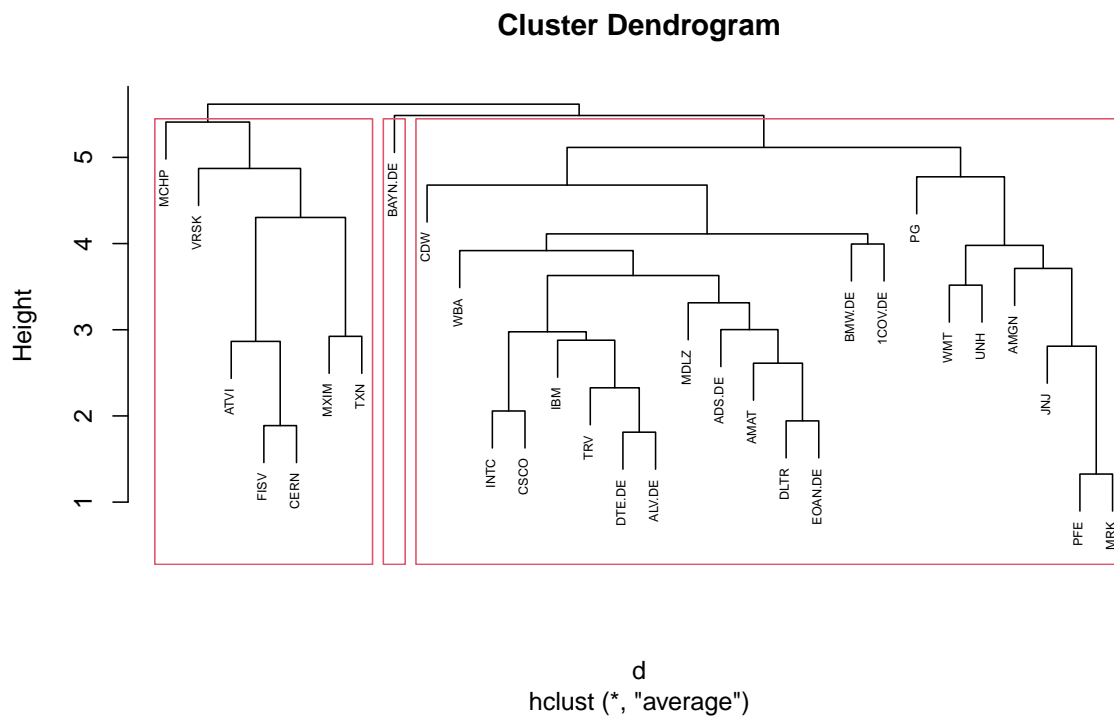 Cluster Dendrogram
Height
1
2
3
4
5
MCHP
VRSK
ATVI
FISV
CERN
MXIM
TXN
BAYN.DE
CDW
WBA
INTC
CSCO
IBM
TRV
DTE.DE
ALV.DE
MDLZ
ADS.DE
AMAT
DLTR
EOAN.DE
BMW.DE
1COV.DE
PG
WMT
UNH
AMGN
JNJ
PFE
MRK
d
hclust (*, "average")